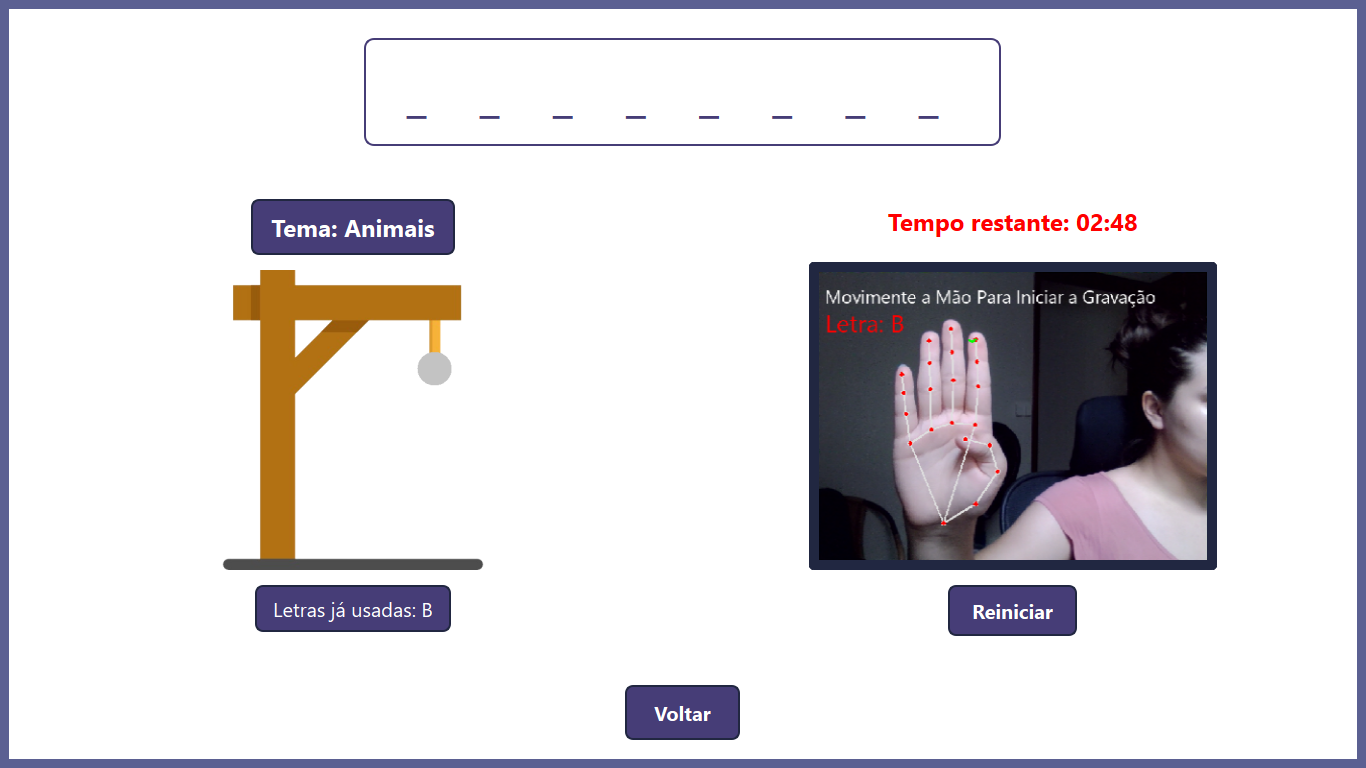 _ _ _ _ _ _ _ _
Tema: Animais
Tempo restante: 02:48
Movimente a Mão Para Iniciar a Gravação
Letra: B
Letras já usadas: B
Reiniciar
Voltar